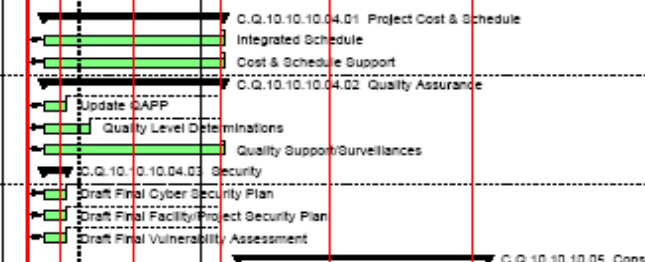 C.Q.10.10.10.04.01 Project Cost & Schedule
Integrated Schedule
Cost & Schedule Support
C.Q.10.10.10.04.02 Quality Assurance
Update QAPP
Quality Level Determinations
Quality Support/Surveillances
C.Q.10.10.10.04.03 Security
Draft Final Cyber Security Plan
Draft Final Facility/Project Security Plan
Draft Final Vulnerability Assessment
C.Q.10.10.10.05